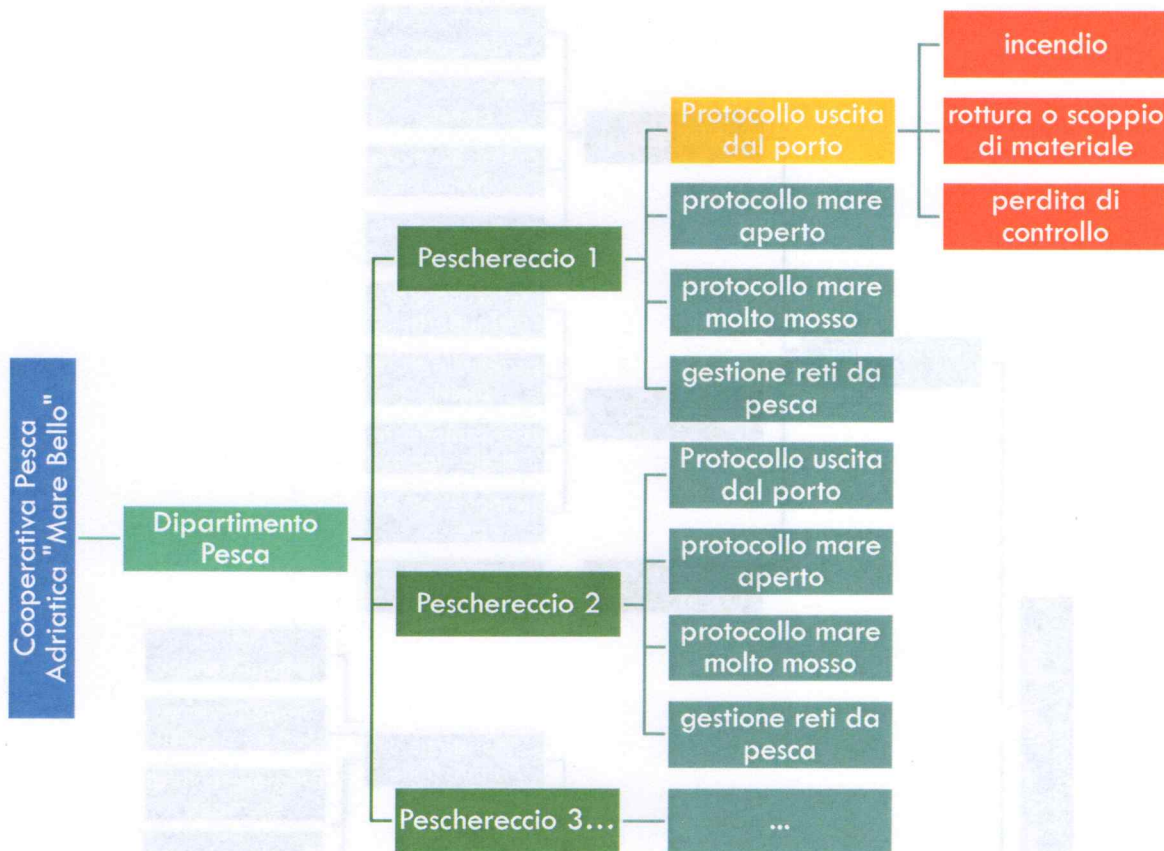 Cooperativa Pesca
Adriatica "Mare Bello"
Dipartimento
Pesca
Peschereccio 1
Protocollo uscita
dal porto
incendio
rottura o scoppio
di materiale
perdita di
controllo
protocollo mare
aperto
protocollo mare
molto mosso
gestione reti da
pesca
Peschereccio 2
Protocollo uscita
dal porto
protocollo mare
aperto
protocollo mare
molto mosso
gestione reti da
pesca
Peschereccio 3...
...